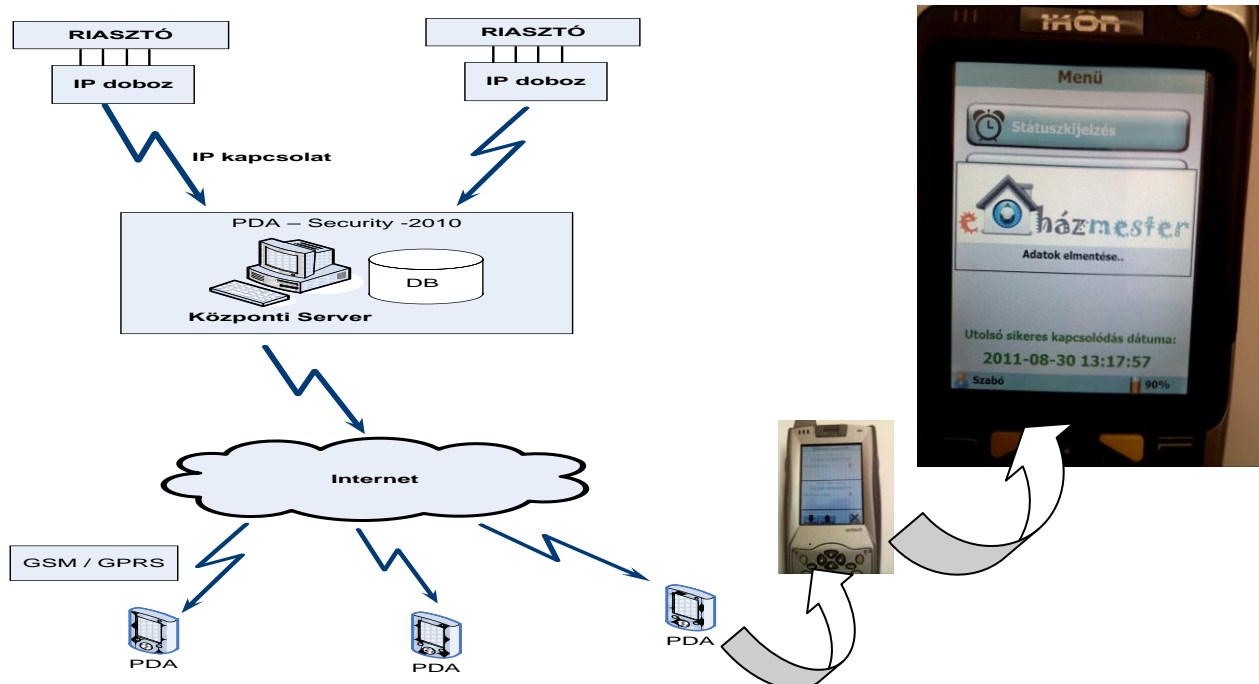 RIASZTÓ
IP doboz
RIASZTÓ
IP doboz
IP kapcsolat
PDA – Security -2010
DB
Központi Server
Internet
GSM / GPRS
PDA
PDA
PDA
Menü
Státuszkijelzés
e házmester
Adatok elmentése..
Utolsó sikeres kapcsolódás dátuma:
2011-08-30 13:17:57
Szabó
90%